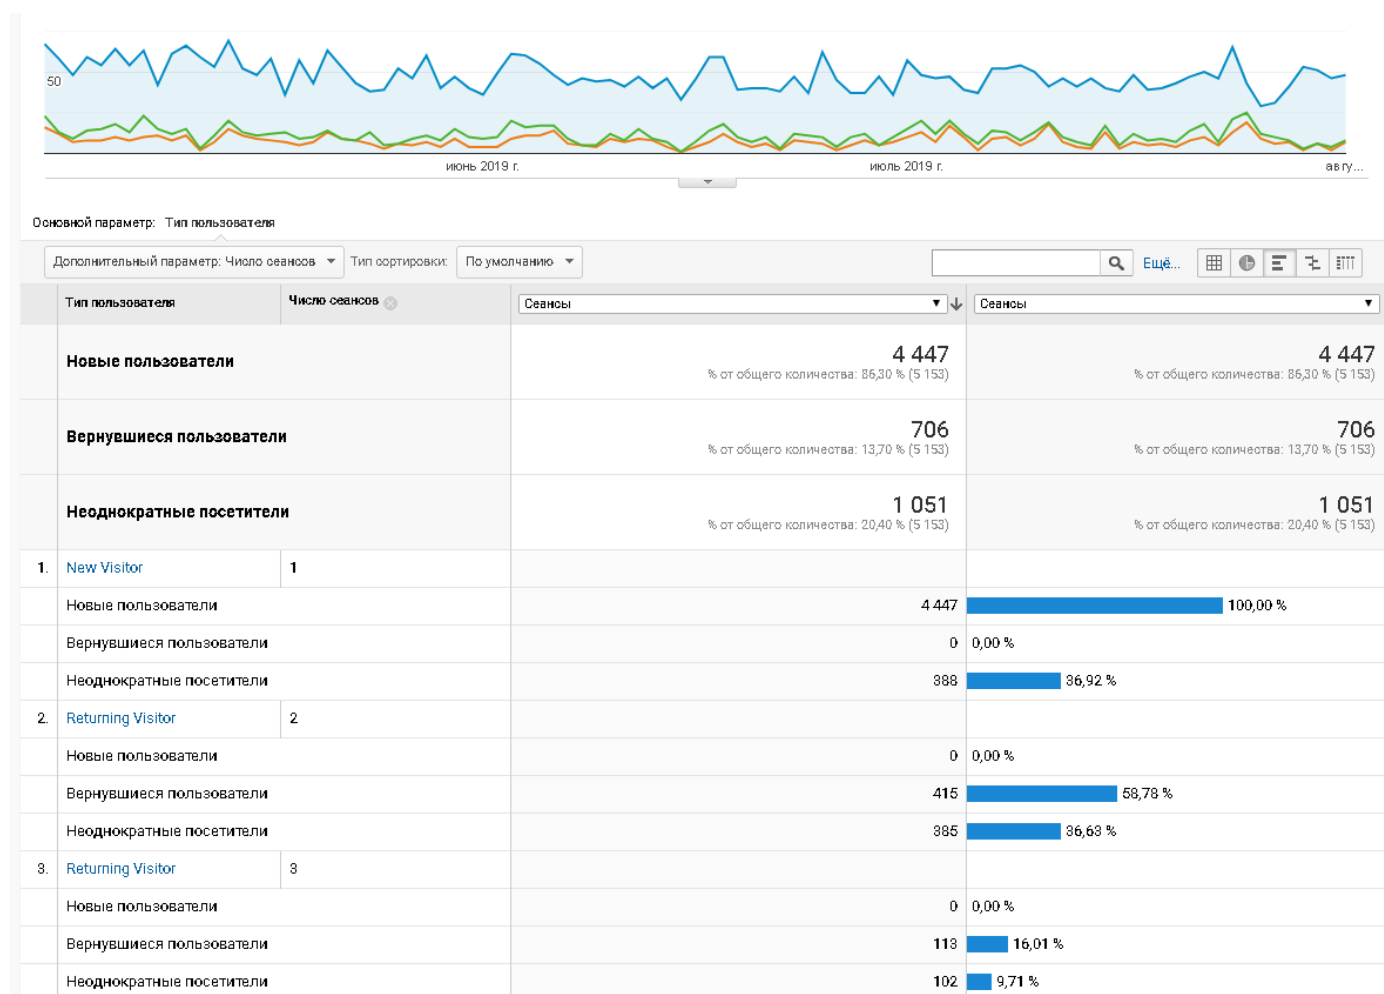 50
июнь 2019 г.
июль 2019 г.
авгу...
Основной параметр: Тип пользователя
Дополнительный параметр: Число сеансов Тип сортировки: По умолчанию Ещё...
Тип пользователя Число сеансов Сеансы Сеансы
Новые пользователи 4 447 4 447
% от общего количества: 86,30 % (5 153) % от общего количества: 86,30 % (5 153)
Вернувшиеся пользователи 706 706
% от общего количества: 13,70 % (5 153) % от общего количества: 13,70 % (5 153)
Неоднократные посетители 1 051 1 051
% от общего количества: 20,40 % (5 153) % от общего количества: 20,40 % (5 153)
1. New Visitor 1
Новые пользователи 4 447 100,00 %
Вернувшиеся пользователи 0 0,00 %
Неоднократные посетители 388 36,92 %
2. Returning Visitor 2
Новые пользователи 0 0,00 %
Вернувшиеся пользователи 415 58,78 %
Неоднократные посетители 385 36,63 %
3. Returning Visitor 3
Новые пользователи 0 0,00 %
Вернувшиеся пользователи 113 16,01 %
Неоднократные посетители 102 9,71 %